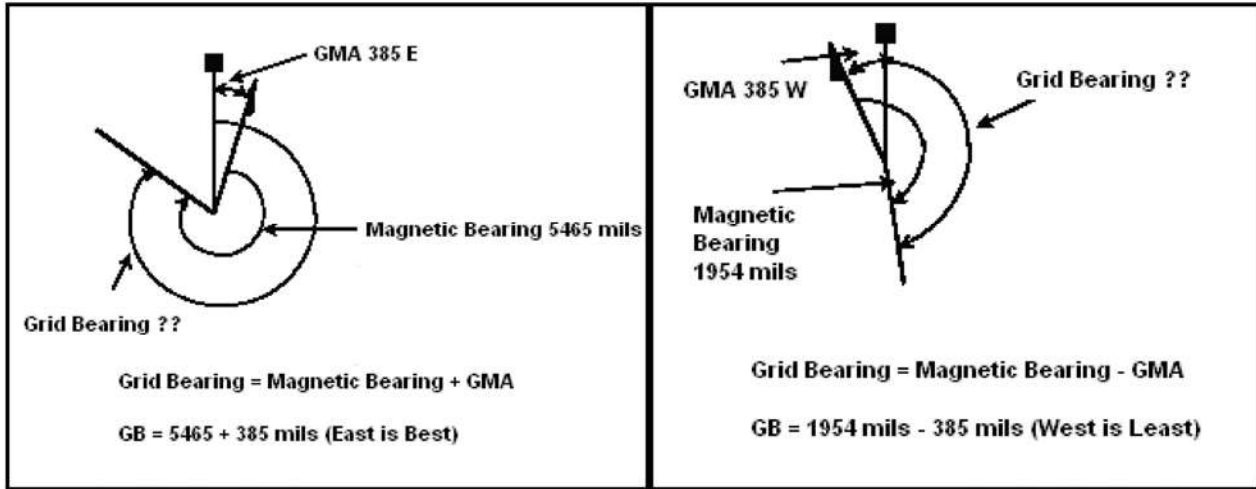 GMA 385 E
Magnetic Bearing 5465 mils
Grid Bearing ??
Grid Bearing = Magnetic Bearing + GMA
GB = 5465 + 385 mils (East is Best)
GMA 385 W
Grid Bearing ??
Magnetic
Bearing
1954 mils
Grid Bearing = Magnetic Bearing - GMA
GB = 1954 mils - 385 mils (West is Least)